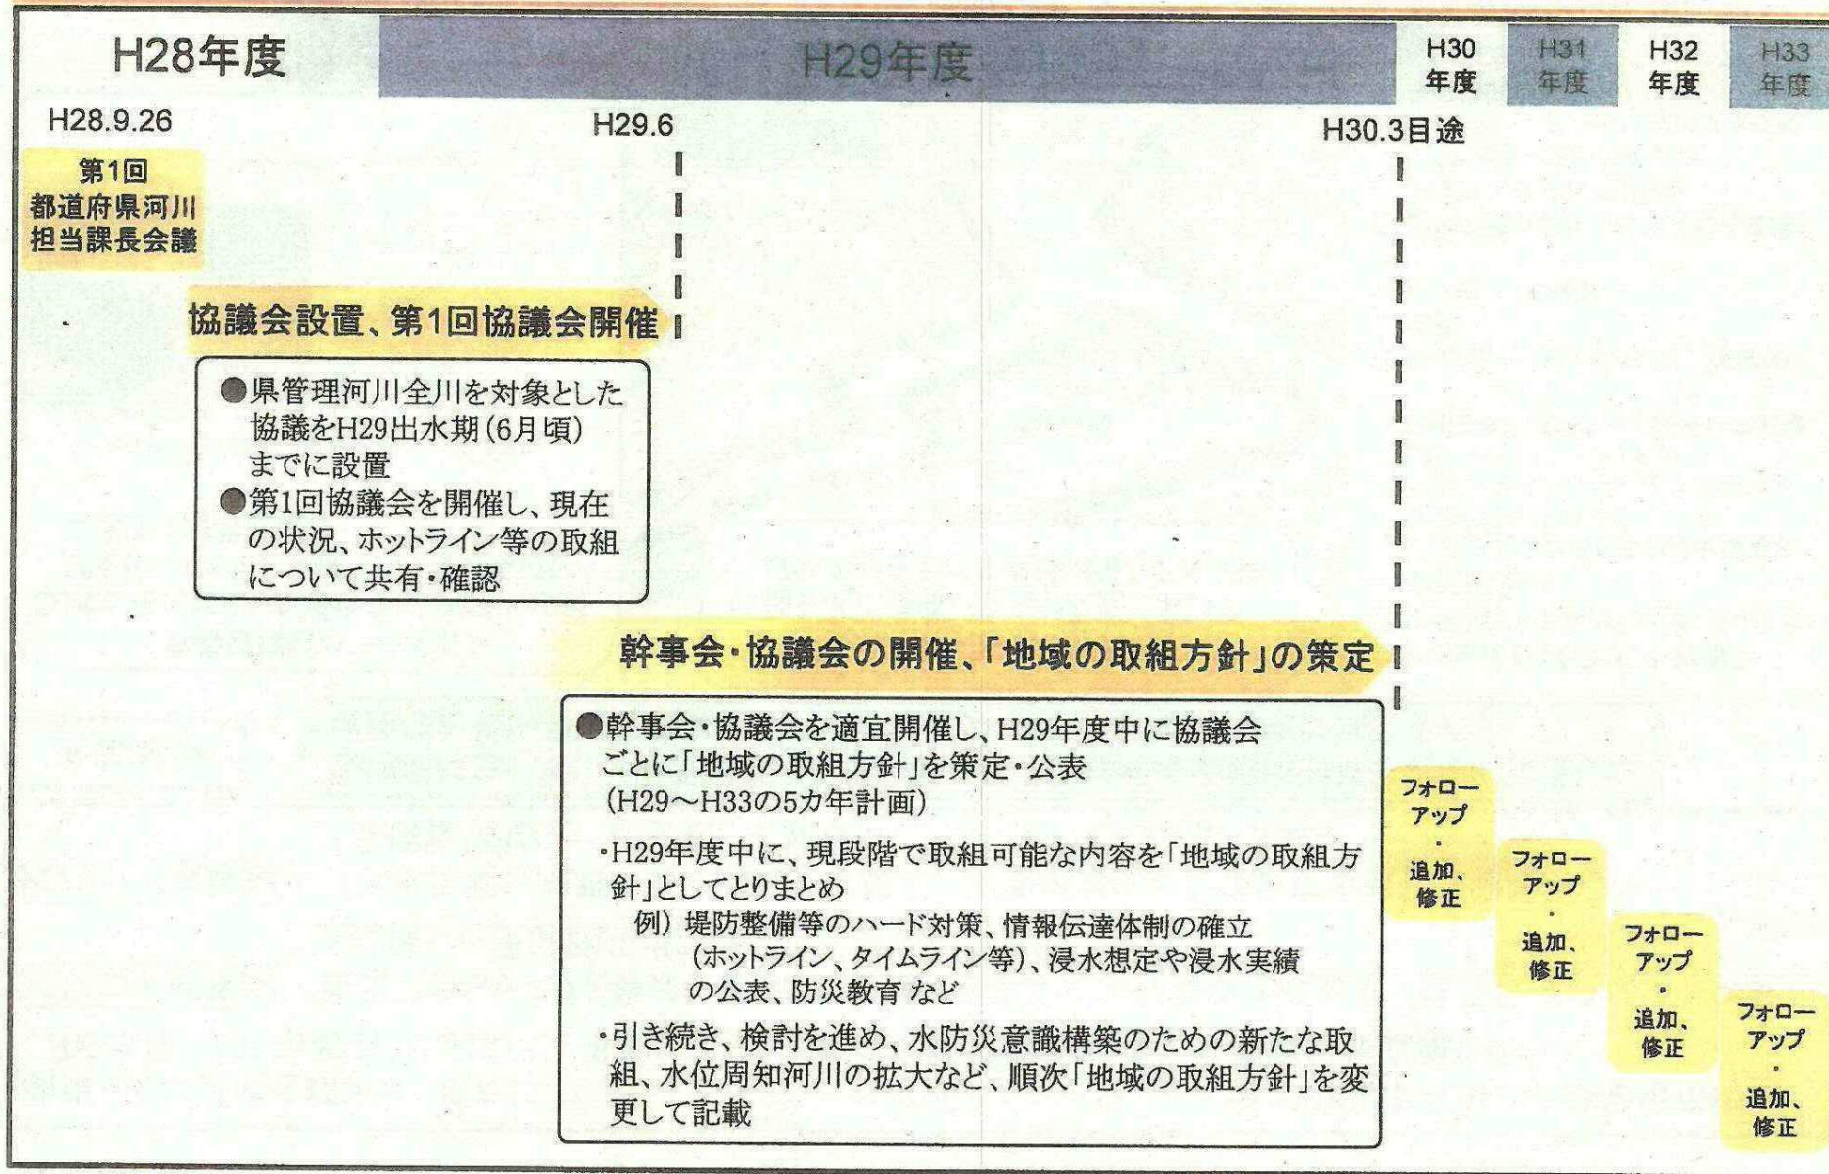 H28年度
H29年度
H30
年度
H31
年度
H32
年度
H33
年度
H28.9.26
H29.6
H30.3目途
第1回
都道府県河川
担当課長会議
協議会設置、第1回協議会開催
●県管理河川全川を対象とした
協議をH29出水期(6月頃)
までに設置
●第1回協議会を開催し、現在
の状況、ホットライン等の取組
について共有・確認
幹事会・協議会の開催、「地域の取組方針」の策定
●幹事会・協議会を適宜開催し、H29年度中に協議会
ごとに「地域の取組方針」を策定・公表
(H29～H33の5カ年計画)
・H29年度中に、現段階で取組可能な内容を「地域の取組方
針」としてとりまとめ
例) 堤防整備等のハード対策、情報伝達体制の確立
(ホットライン、タイムライン等)、浸水想定や浸水実績
の公表、防災教育 など
・引き続き、検討を進め、水防災意識構築のための新たな取
組、水位周知河川の拡大など、順次「地域の取組方針」を変
更して記載
フォロー
アップ
・
追加、
修正
フォロー
アップ
・
追加、
修正
フォロー
アップ
・
追加、
修正
フォロー
アップ
・
追加、
修正